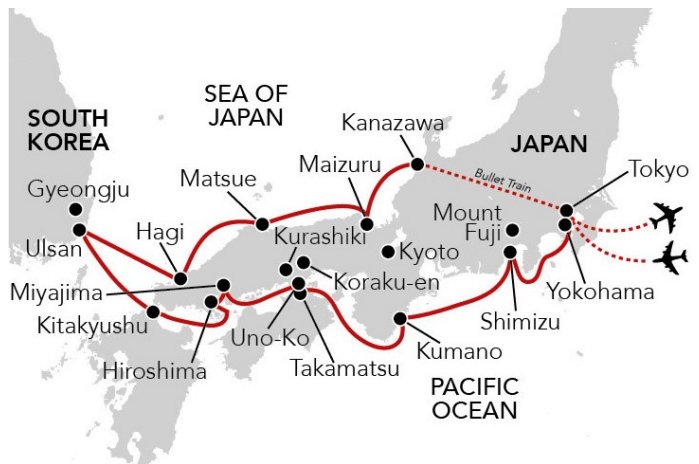 SEA OF
JAPAN
SOUTH
KOREA
Kanazawa
JAPAN
Maizuru
Bullet Train
Tokyo
Matsue
Gyeongju
Mount
Fuji
Hagi
Kurashiki
Ulsan
Kyoto
Miyajima
Koraku-en
Yokohama
Kitakyushu
Uno-Ko
Shimizu
Hiroshima
Takamatsu
Kumano
PACIFIC
OCEAN